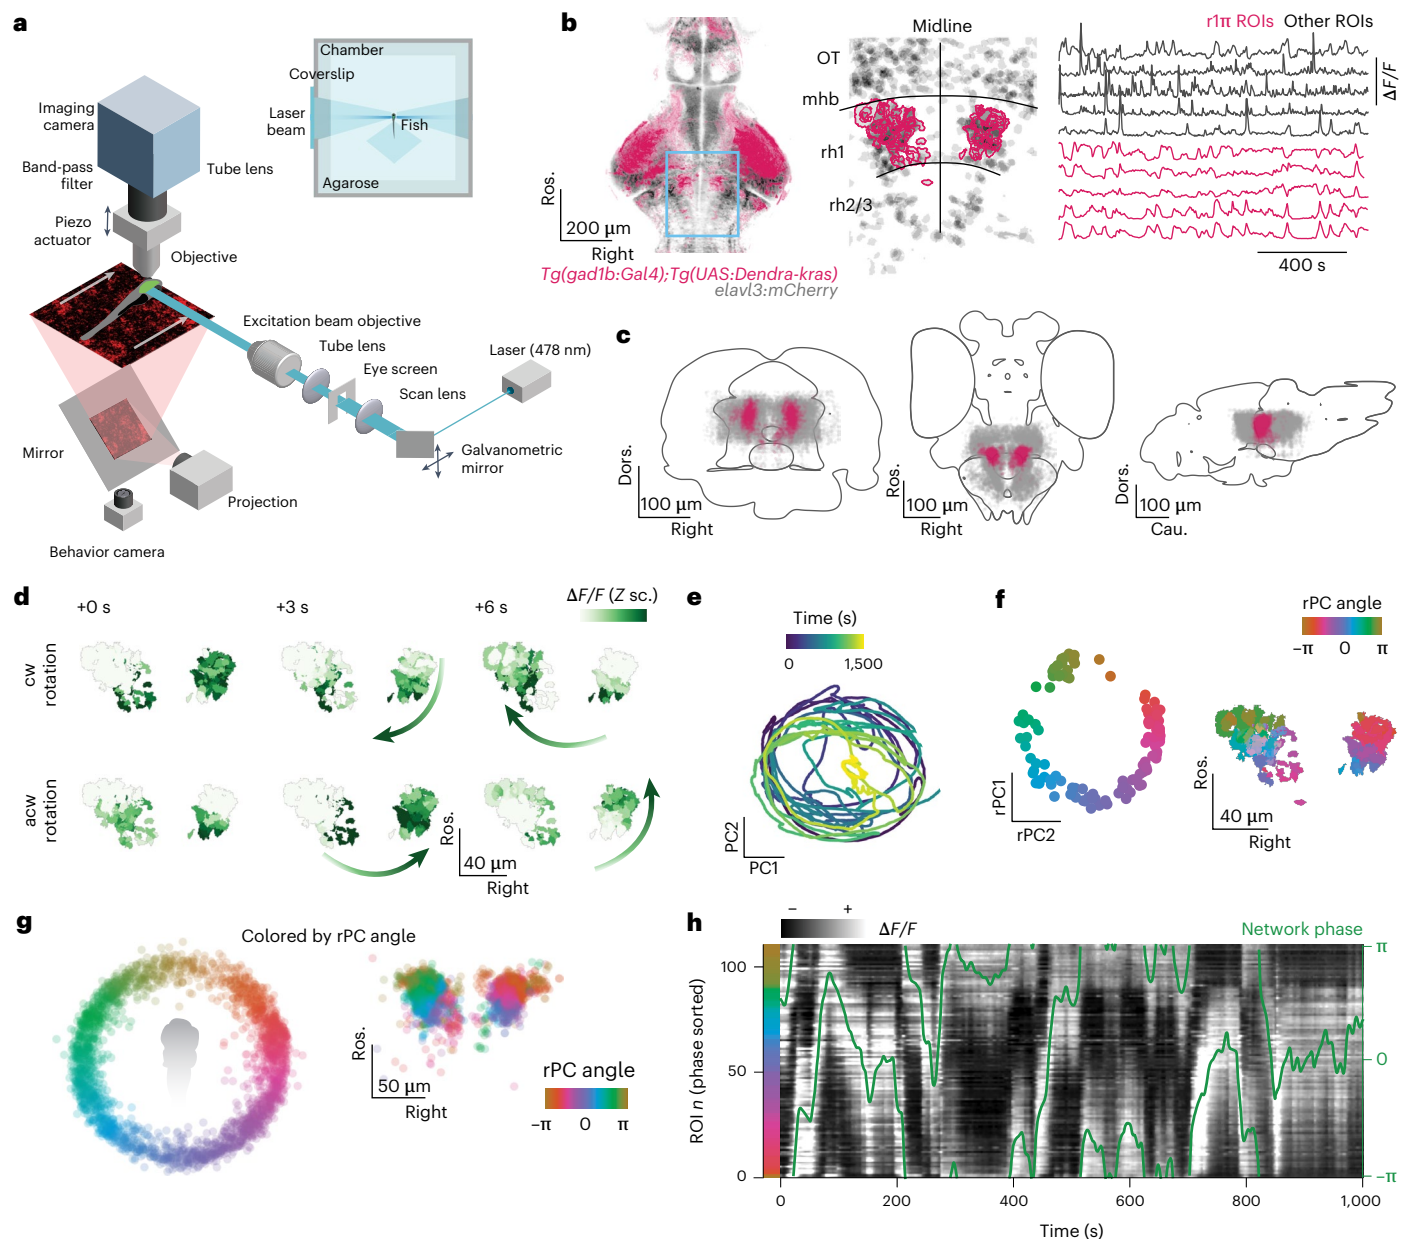 a
Chamber
Coverslip
Laser
beam
Fish
Agarose
Imaging
camera
Band-pass
filter
Tube lens
Piezo
actuator
Objective
Excitation beam objective
Tube lens
Eye screen
Scan lens
Laser (478 nm)
Galvanometric
mirror
Mirror
Projection
Behavior camera
b
Midline
r1π ROIs Other ROIs
OT
mhb
rh1
rh2/3
ΔF/F
Ros.
200 µm
Right
400 s
Tg(gad1b:Gal4);Tg(UAS:Dendra-kras)
elavl3:mCherry
c
Dors.
100 µm
Right
Ros.
100 µm
Right
Dors.
100 µm
Cau.
d
+0 s
+3 s
+6 s
ΔF/F (Z sc.)
cw
rotation
acw
rotation
Ros.
40 µm
Right
e
Time (s)
0 1,500
PC2
PC1
f
rPC angle
−π 0 π
rPC1
rPC2
Ros.
40 µm
Right
g
Colored by rPC angle
Ros.
50 µm
Right
rPC angle
−π 0 π
h
− +
ΔF/F
Network phase
ROI n (phase sorted)
100
50
0
π
0
−π
0 200 400 600 800 1,000
Time (s)